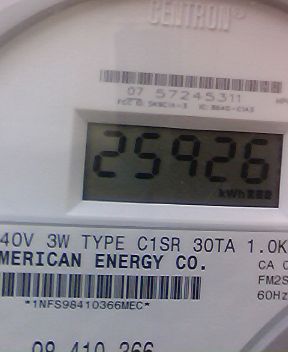 CENTRON
07 57245311
25926
kWh
40V 3W TYPE C1SR 30TA 1.0K
MERICAN ENERGY CO.
CA
FM2S
60Hz
*1NFS98410366MEC*
98 410 366